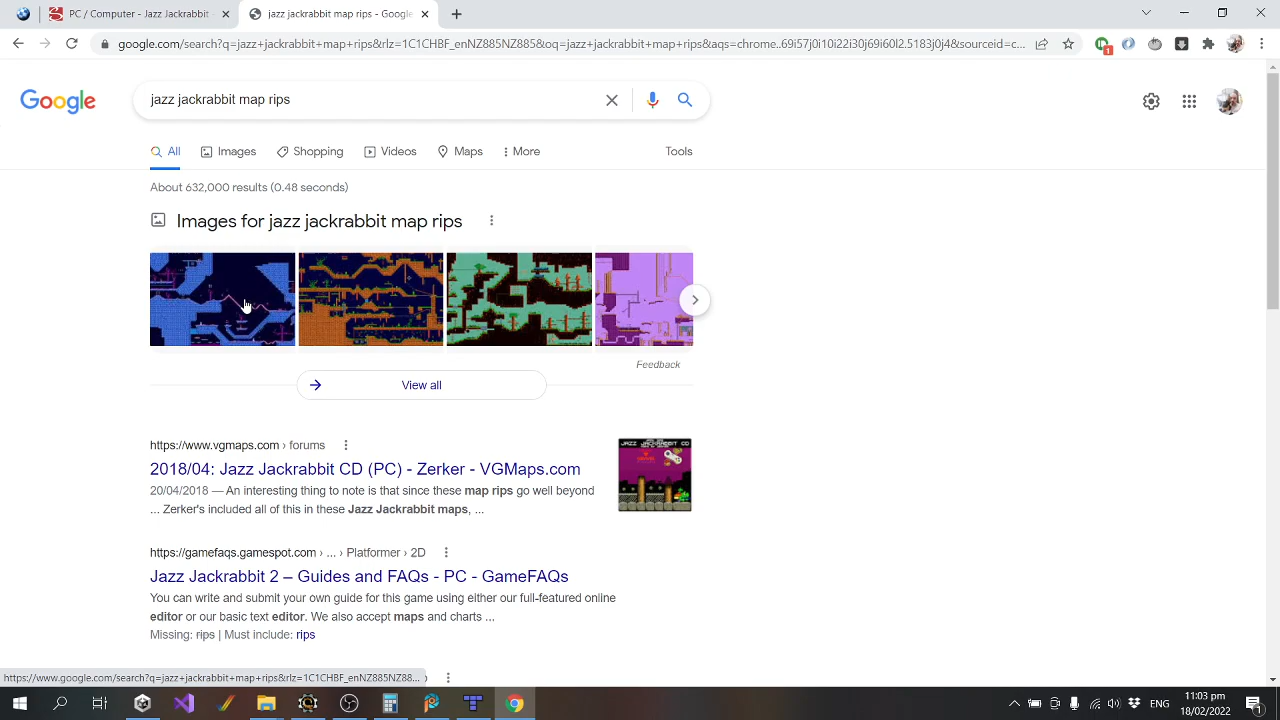 PC / Computer - Jazz Jackrabbit
jazz jackrabbit map rips - Google
google.com/search?q=jazz+jackrabbit+map+rips&rlz=1C1CHBF_enNZ885NZ885&oq=jazz+jackrabbit+map+rips&aqs=chrome..69i57j0i10i22i30j69i60l2.5183j0j4&sourceid=c...
1
Google
jazz jackrabbit map rips
All
Images
Shopping
Videos
Maps
More
Tools
About 632,000 results (0.48 seconds)
Images for jazz jackrabbit map rips
Feedback
View all
https://www.vgmaps.com › forums
2018/04: Jazz Jackrabbit CD (PC) - Zerker - VGMaps.com
20/04/2018 — An interesting thing to note is that since these map rips go well beyond
... Zerker's included all of this in these Jazz Jackrabbit maps, ...
JAZZ JACKRABBIT CD
https://gamefaqs.gamespot.com › ... › Platformer › 2D
Jazz Jackrabbit 2 – Guides and FAQs - PC - GameFAQs
You can write and submit your own guide for this game using either our full-featured online
editor or our basic text editor. We also accept maps and charts ...
Missing: rips | Must include: rips
https://www.google.com/search?q=jazz+jackrabbit+map+rips&rlz=1C1CHBF_enNZ885NZ88...
ENG
11:03 pm
18/02/2022
1